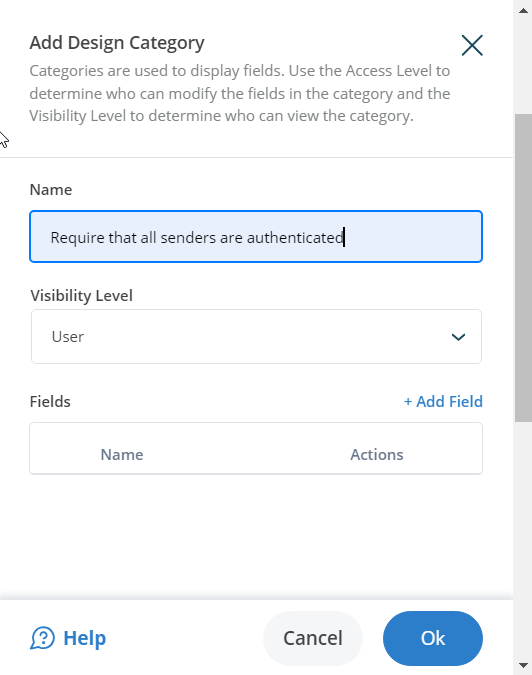 Add Design Category
Categories are used to display fields. Use the Access Level to
determine who can modify the fields in the category and the
Visibility Level to determine who can view the category.
Name
Require that all senders are authenticated
Visibility Level
User
Fields
+ Add Field
Name Actions
Help
Cancel
Ok